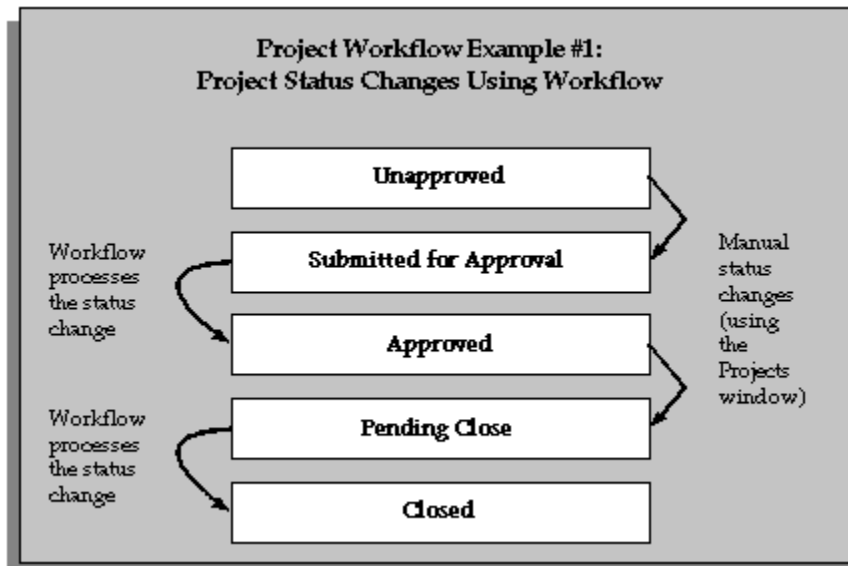 Project Workflow Example #1:
Project Status Changes Using Workflow
Unapproved
Submitted for Approval
Approved
Pending Close
Closed
Workflow
processes
the status
change
Workflow
processes
the status
change
Manual
status
changes
(using
the
Projects
window)